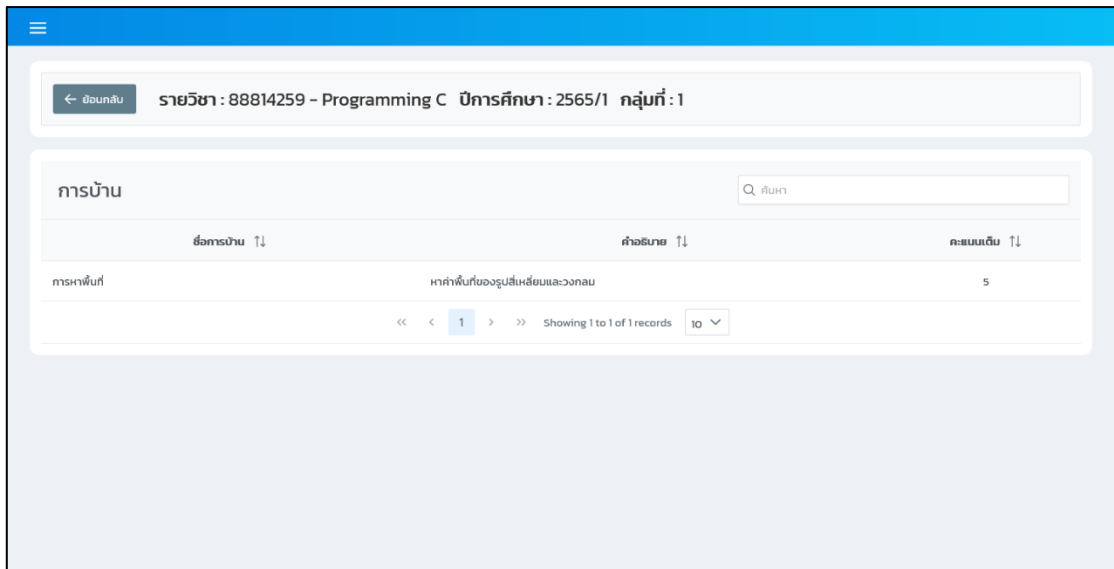 ย้อนกลับ รายวิชา : 88814259 - Programming C ปีการศึกษา : 2565/1 กลุ่มที่ : 1
การบ้าน ค้นหา
ชื่อการบ้าน คำอธิบาย คะแนนเต็ม
การหาพื้นที่ หาค่าพื้นที่ของรูปสี่เหลี่ยมและวงกลม 5
<< < 1 > >> Showing 1 to 1 of 1 records 10